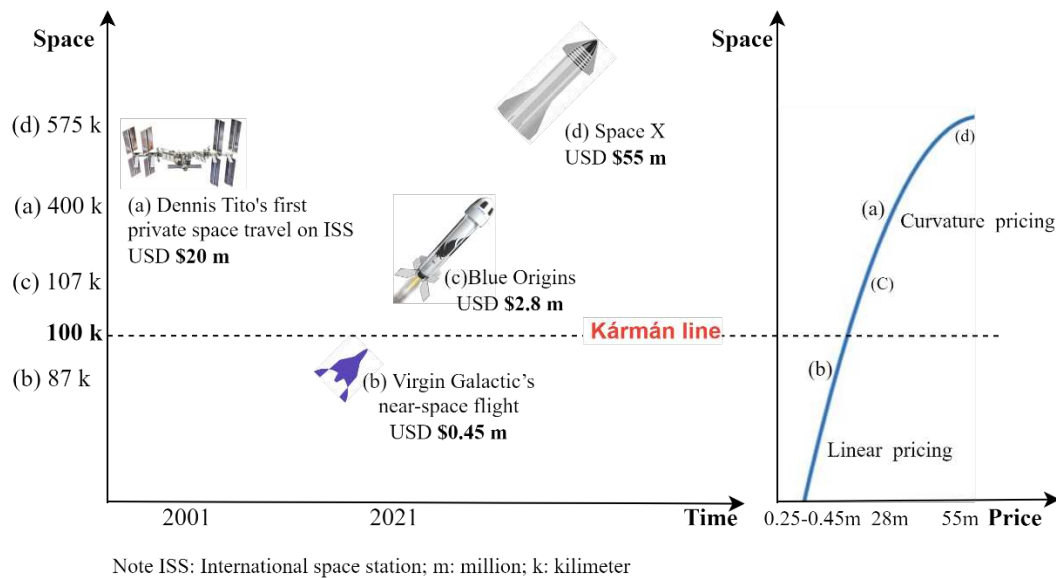 Space
(d) 575 k
(a) 400 k
(c) 107 k
100 k
(b) 87 k
(d) Space X
USD $55 m
(a) Dennis Tito's first
private space travel on ISS
USD $20 m
(c)Blue Origins
USD $2.8 m
Kármán line
(b) Virgin Galactic’s
near-space flight
USD $0.45 m
2001
2021
Time
Space
(d)
(a)
Curvature pricing
(C)
(b)
Linear pricing
0.25-0.45m
28m
55m
Price
Note ISS: International space station; m: million; k: kilimeter